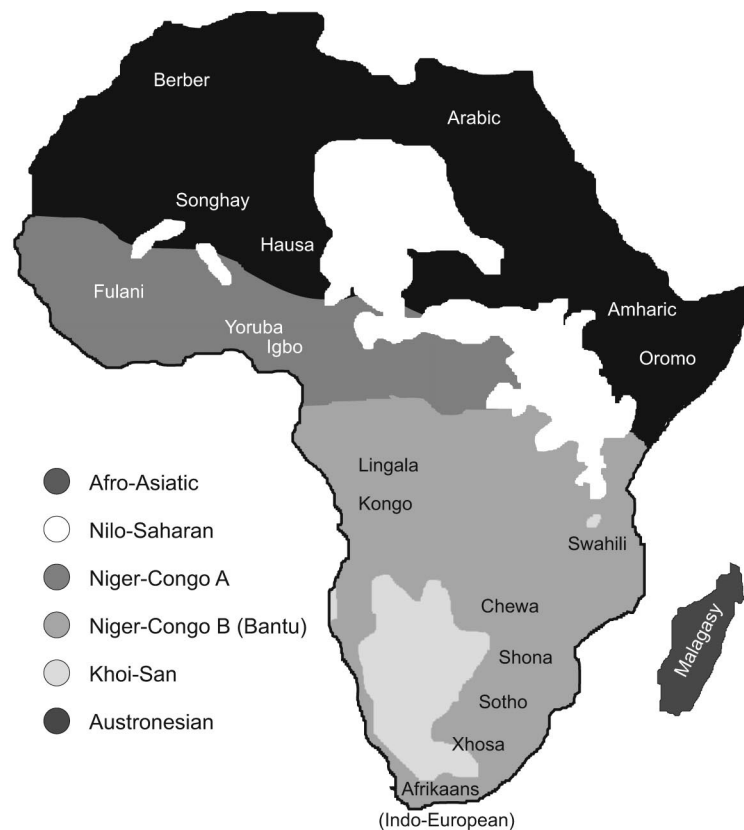 Berber
Arabic
Songhay
Hausa
Fulani
Yoruba
Igbo
Amharic
Oromo
Lingala
Kongo
Swahili
Chewa
Shona
Sotho
Xhosa
Afrikaans
(Indo-European)
Malagasy
Afro-Asiatic
Nilo-Saharan
Niger-Congo A
Niger-Congo B (Bantu)
Khoi-San
Austronesian